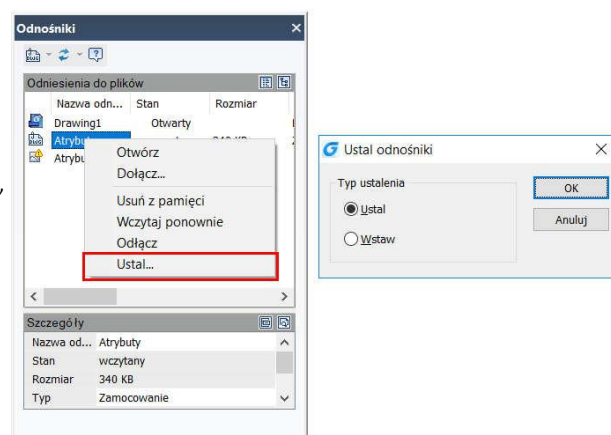 Odnośniki
Odniesienia do plików
Nazwa odn... Stan Rozmiar
Drawing1 Otwarty
Atrybu
Atrybu
Otwórz
Dołącz...
Usuń z pamięci
Wczytaj ponownie
Odłącz
Ustal...
Szczegóły
Nazwa od... Atrybuty
Stan wczytany
Rozmiar 340 KB
Typ Zamocowanie
Ustal odnośniki
Typ ustalenia
Ustal
Wstaw
OK
Anuluj